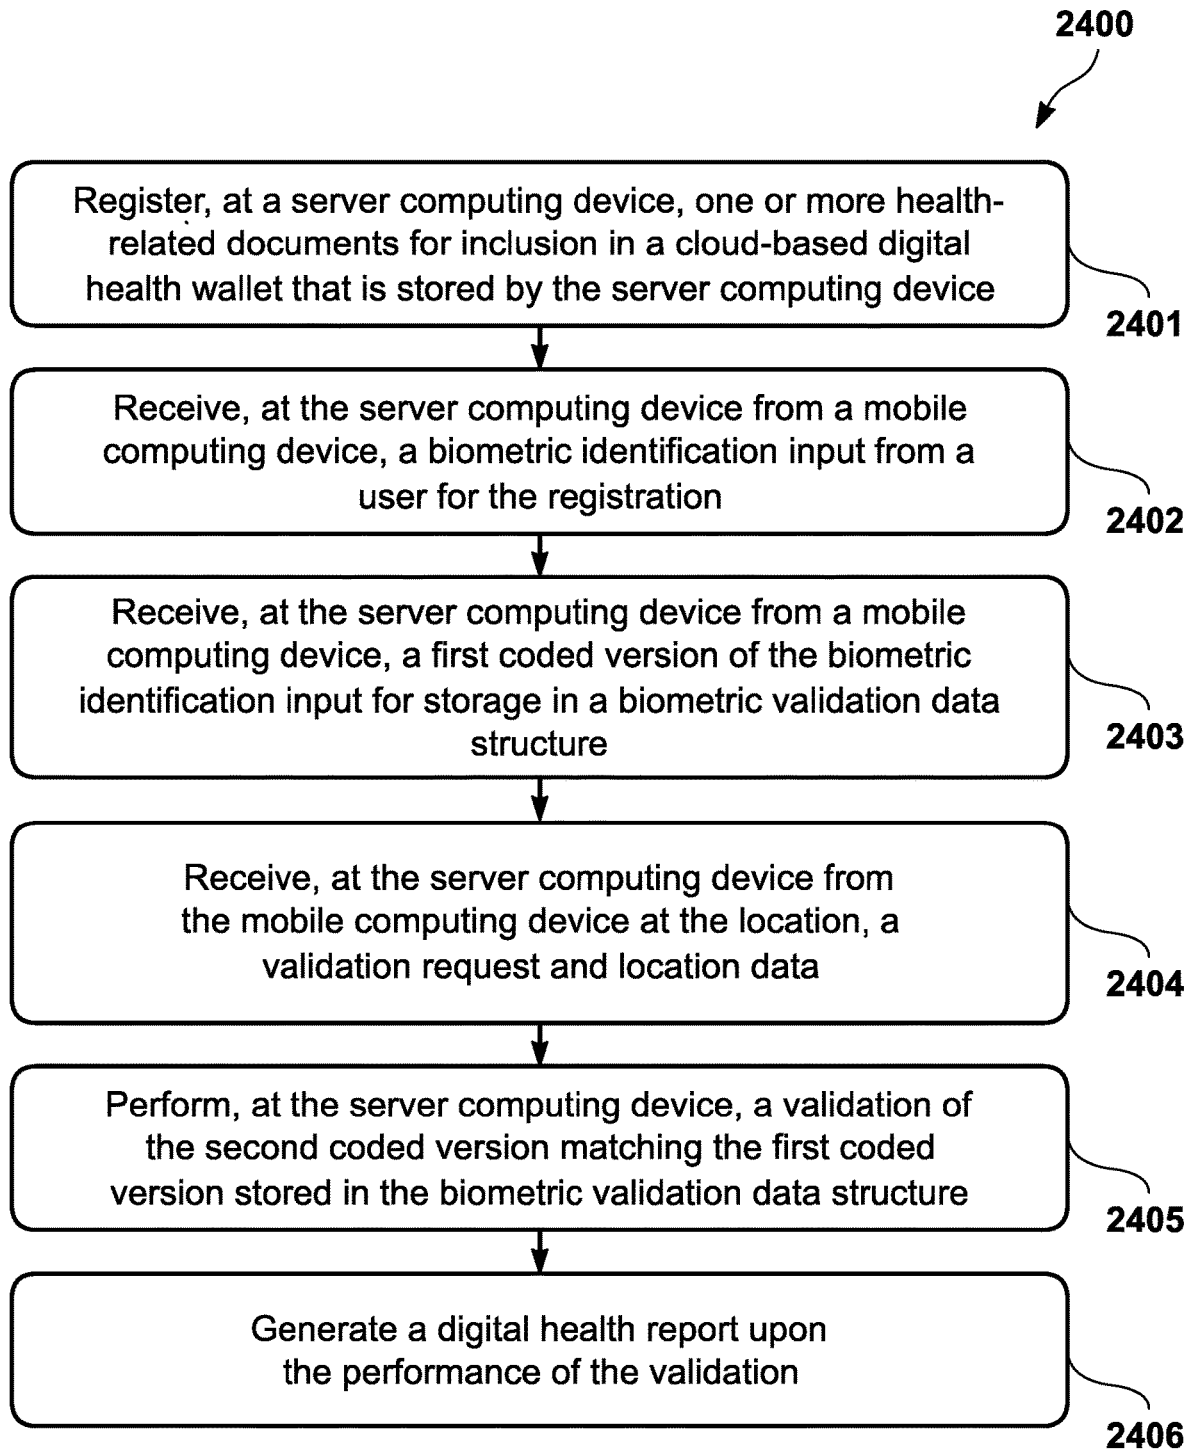 2400
Register, at a server computing device, one or more health-
related documents for inclusion in a cloud-based digital
health wallet that is stored by the server computing device
2401
Receive, at the server computing device from a mobile
computing device, a biometric identification input from a
user for the registration
2402
Receive, at the server computing device from a mobile
computing device, a first coded version of the biometric
identification input for storage in a biometric validation data
structure
2403
Receive, at the server computing device from
the mobile computing device at the location, a
validation request and location data
2404
Perform, at the server computing device, a validation of
the second coded version matching the first coded
version stored in the biometric validation data structure
2405
Generate a digital health report upon
the performance of the validation
2406